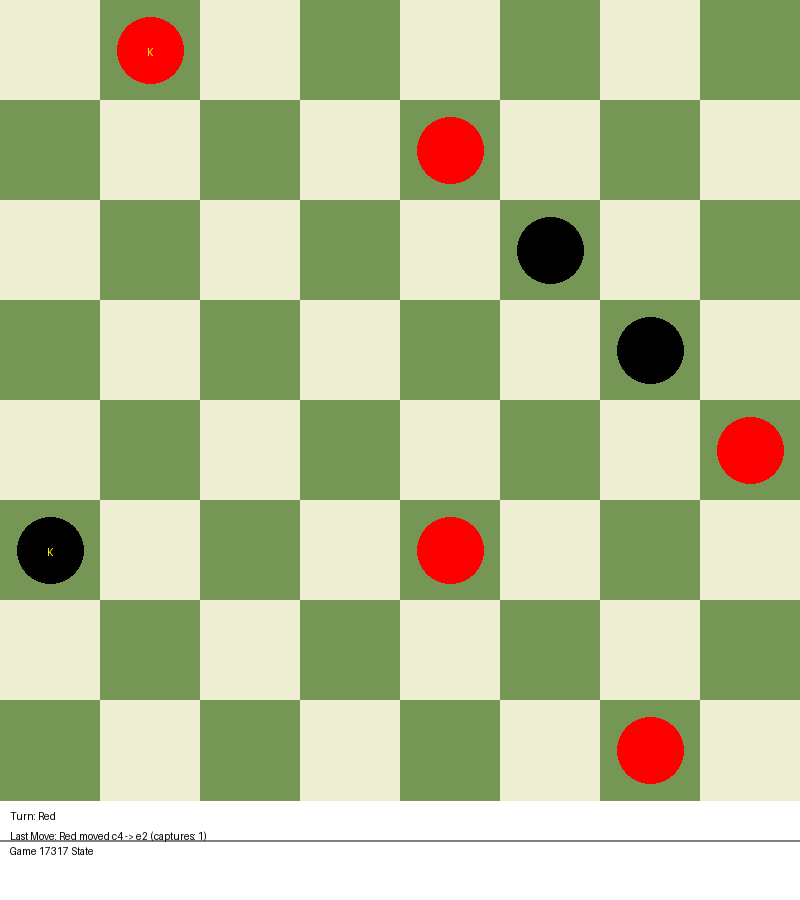 K
K
Turn: Red
Last Move: Red moved c4 -> e2 (captures: 1)
Game 17317 State